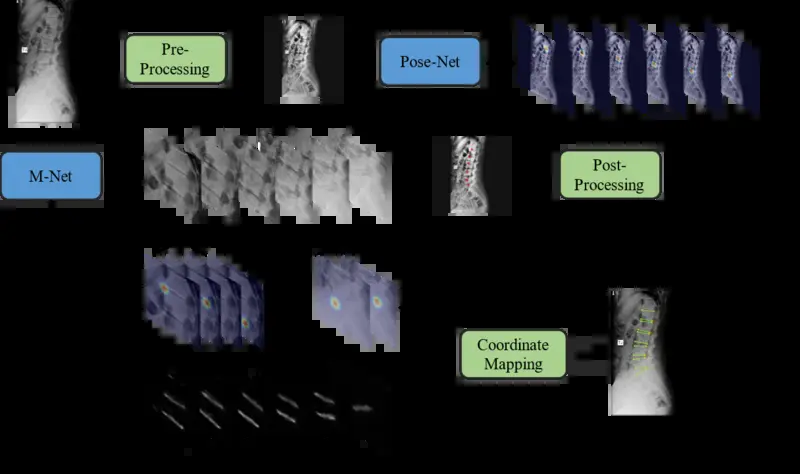 Pre-
Processing
Pose-Net
M-Net
Post-
Processing
Coordinate
Mapping